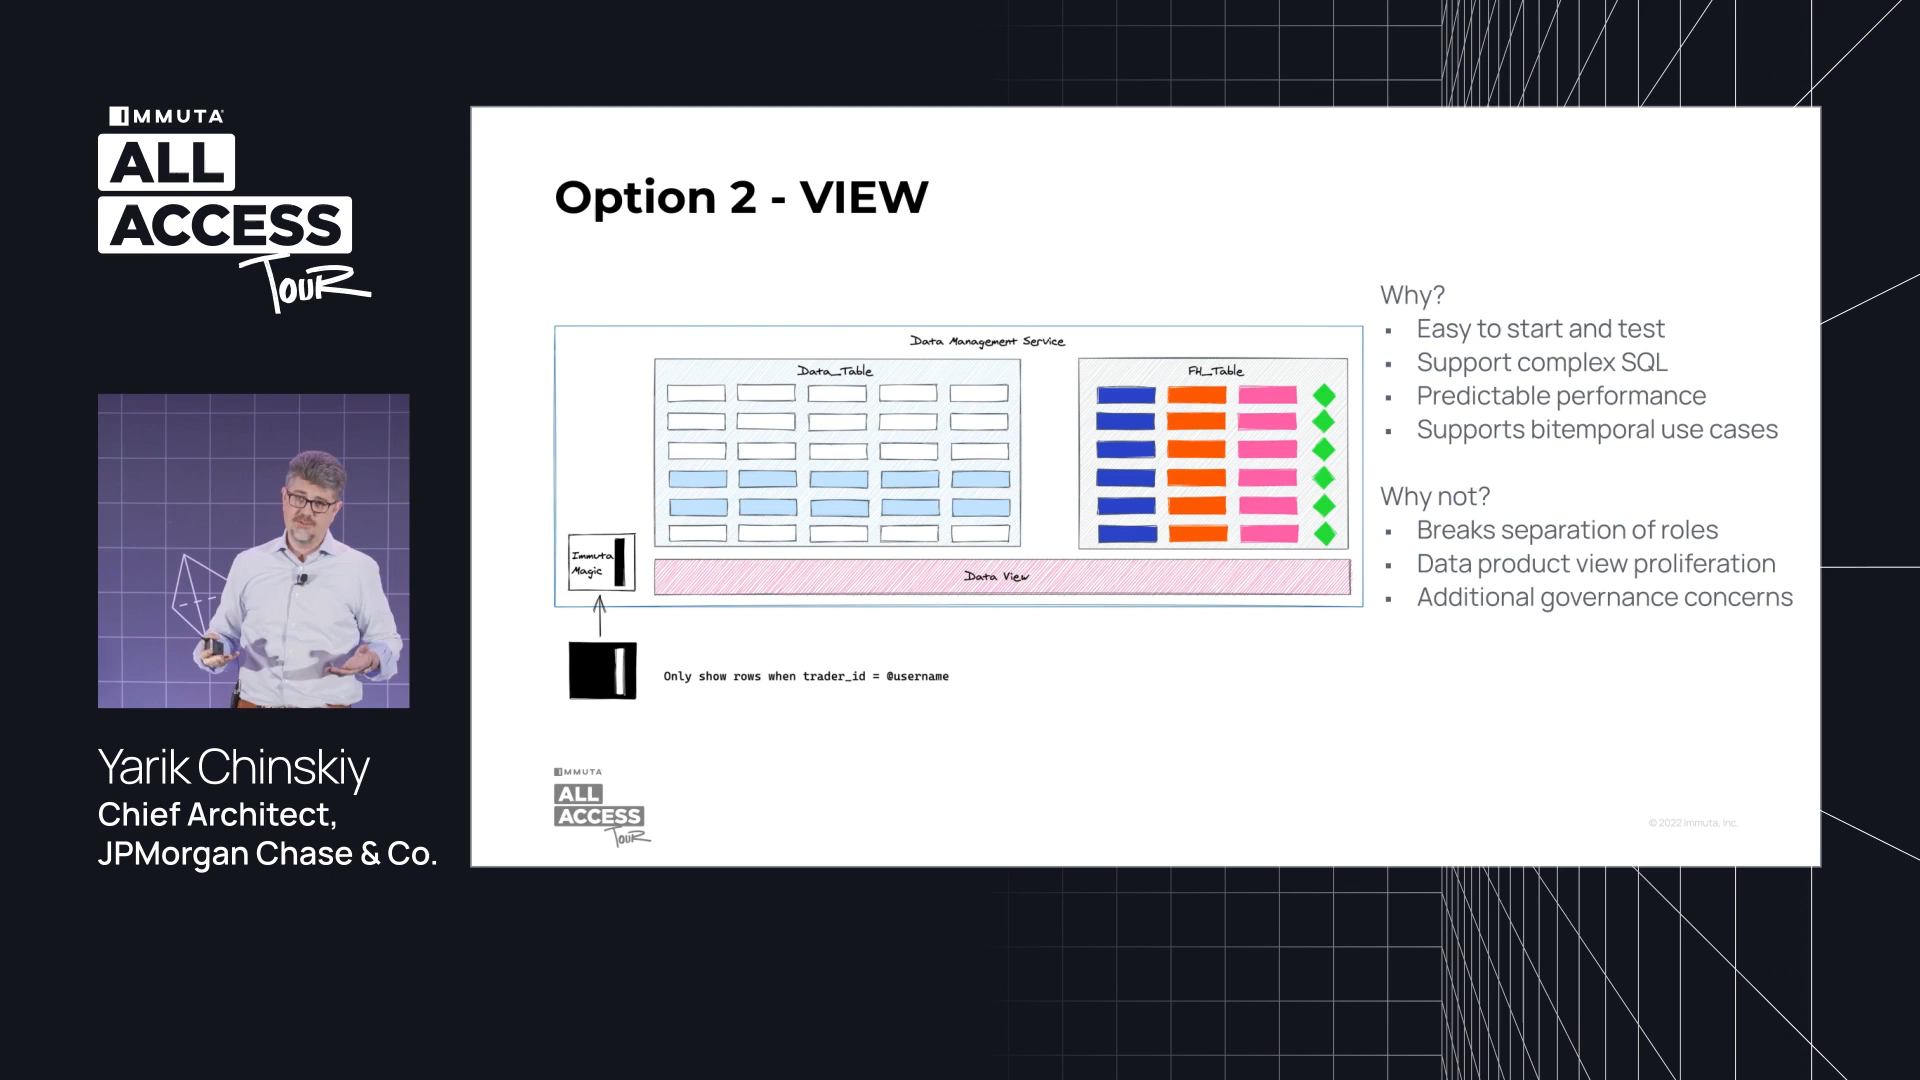 IMMUTA
ALL
ACCESS
TOUR
Yarik Chinskiy
Chief Architect,
JPMorgan Chase & Co.
Option 2 - VIEW
Data Management Service
Data_Table
FH_Table
Immuta
Magic
Data View
Only show rows when trader_id = @username
Why?
▪ Easy to start and test
▪ Support complex SQL
▪ Predictable performance
▪ Supports bitemporal use cases
Why not?
▪ Breaks separation of roles
▪ Data product view proliferation
▪ Additional governance concerns
IMMUTA
ALL
ACCESS
TOUR
© 2022 Immuta, Inc.